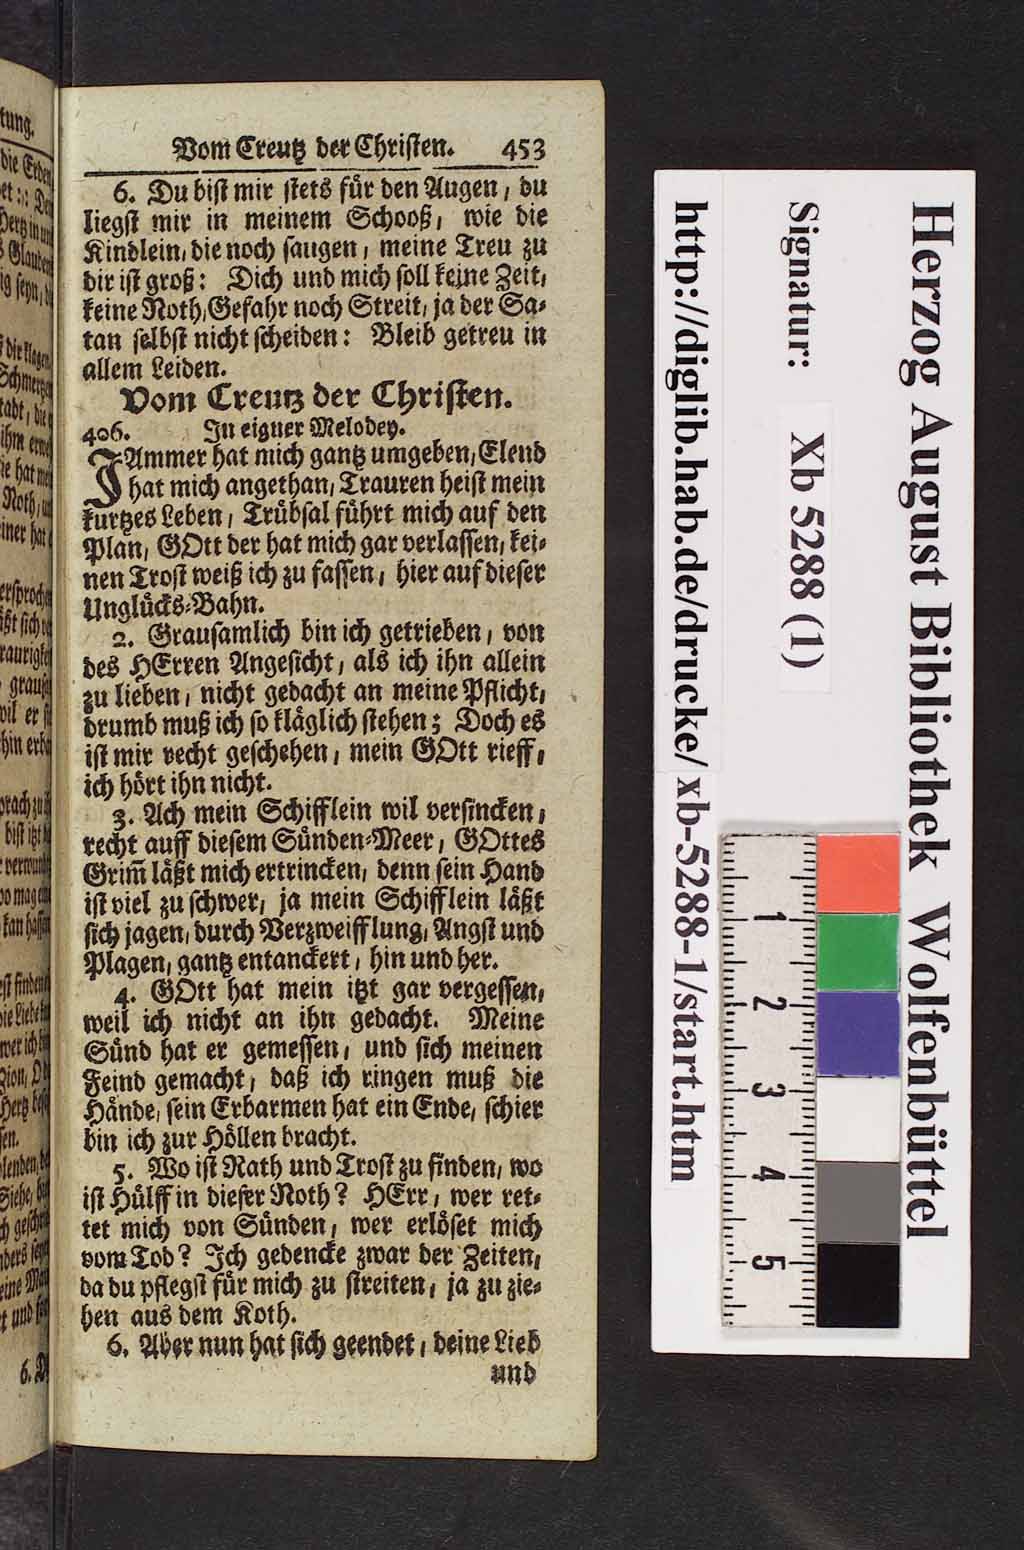 Vom Creutz der Christen. 453
6. Du bist mir stets für den Augen, du
liegst mir in meinem Schooß, wie die
Kindlein, die noch saugen, meine Treu zu
dir ist groß: Dich und mich soll keine Zeit,
keine Noth, Gefahr noch Streit, ja der Sa-
tan selbst nicht scheiden: Bleib getreu in
allem Leiden.
Vom Creutz der Christen.
406. In eigner Melodey.
JAmmer hat mich gantz umgeben, Elend
hat mich angethan, Trauren heist mein
kurtzes Leben, Trübsal führt mich auf den
Plan, GOtt der hat mich gar verlassen, kei-
nen Trost weiß ich zu fassen, hier auf dieser
Unglücks-Bahn.
2. Grausamlich bin ich getrieben, von
des HErren Angesicht, als ich ihn allein
zu lieben, nicht gedacht an meine Pflicht,
drumb muß ich so kläglich stehen; Doch es
ist mir recht geschehen, mein GOtt rieff,
ich hört ihn nicht.
3. Ach mein Schifflein wil versincken,
recht auff diesem Sünden-Meer, GOttes
Grim̃ läßt mich ertrincken, denn sein Hand
ist viel zu schwer, ja mein Schifflein läßt
sich jagen, durch Verzweifflung, Angst und
Plagen, gantz entanckert, hin und her.
4. GOtt hat mein itzt gar vergessen,
weil ich nicht an ihn gedacht. Meine
Sünd hat er gemessen, und sich meinen
Feind gemacht, daß ich ringen muß die
Hände, sein Erbarmen hat ein Ende, schier
bin ich zur Höllen bracht.
5. Wo ist Rath und Trost zu finden, wo
ist Hülff in dieser Noth? HErr, wer ret-
tet mich von Sünden, wer erlöset mich
vom Tod? Ich gedencke zwar der Zeiten,
da du pflegst für mich zu streiten, ja zu zie-
hen aus dem Koth.
6. Aber nun hat sich geendet, deine Lieb
und
Herzog August Bibliothek Wolfenbüttel
Signatur: Xb 5288 (1)
http://diglib.hab.de/drucke/ xb-5288-1/start.htm
1
2
3
4
5